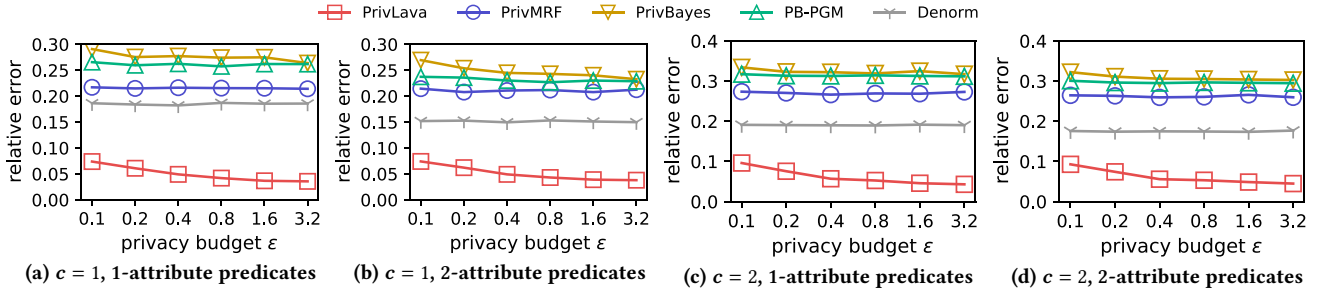 PrivLava PrivMRF PrivBayes PB-PGM Denorm
relative error
0.30
0.25
0.20
0.15
0.10
0.05
0.00
0.1 0.2 0.4 0.8 1.6 3.2
privacy budget ε
(a) c = 1, 1-attribute predicates
relative error
0.30
0.25
0.20
0.15
0.10
0.05
0.00
0.1 0.2 0.4 0.8 1.6 3.2
privacy budget ε
(b) c = 1, 2-attribute predicates
relative error
0.4
0.3
0.2
0.1
0.0
0.1 0.2 0.4 0.8 1.6 3.2
privacy budget ε
(c) c = 2, 1-attribute predicates
relative error
0.4
0.3
0.2
0.1
0.0
0.1 0.2 0.4 0.8 1.6 3.2
privacy budget ε
(d) c = 2, 2-attribute predicates